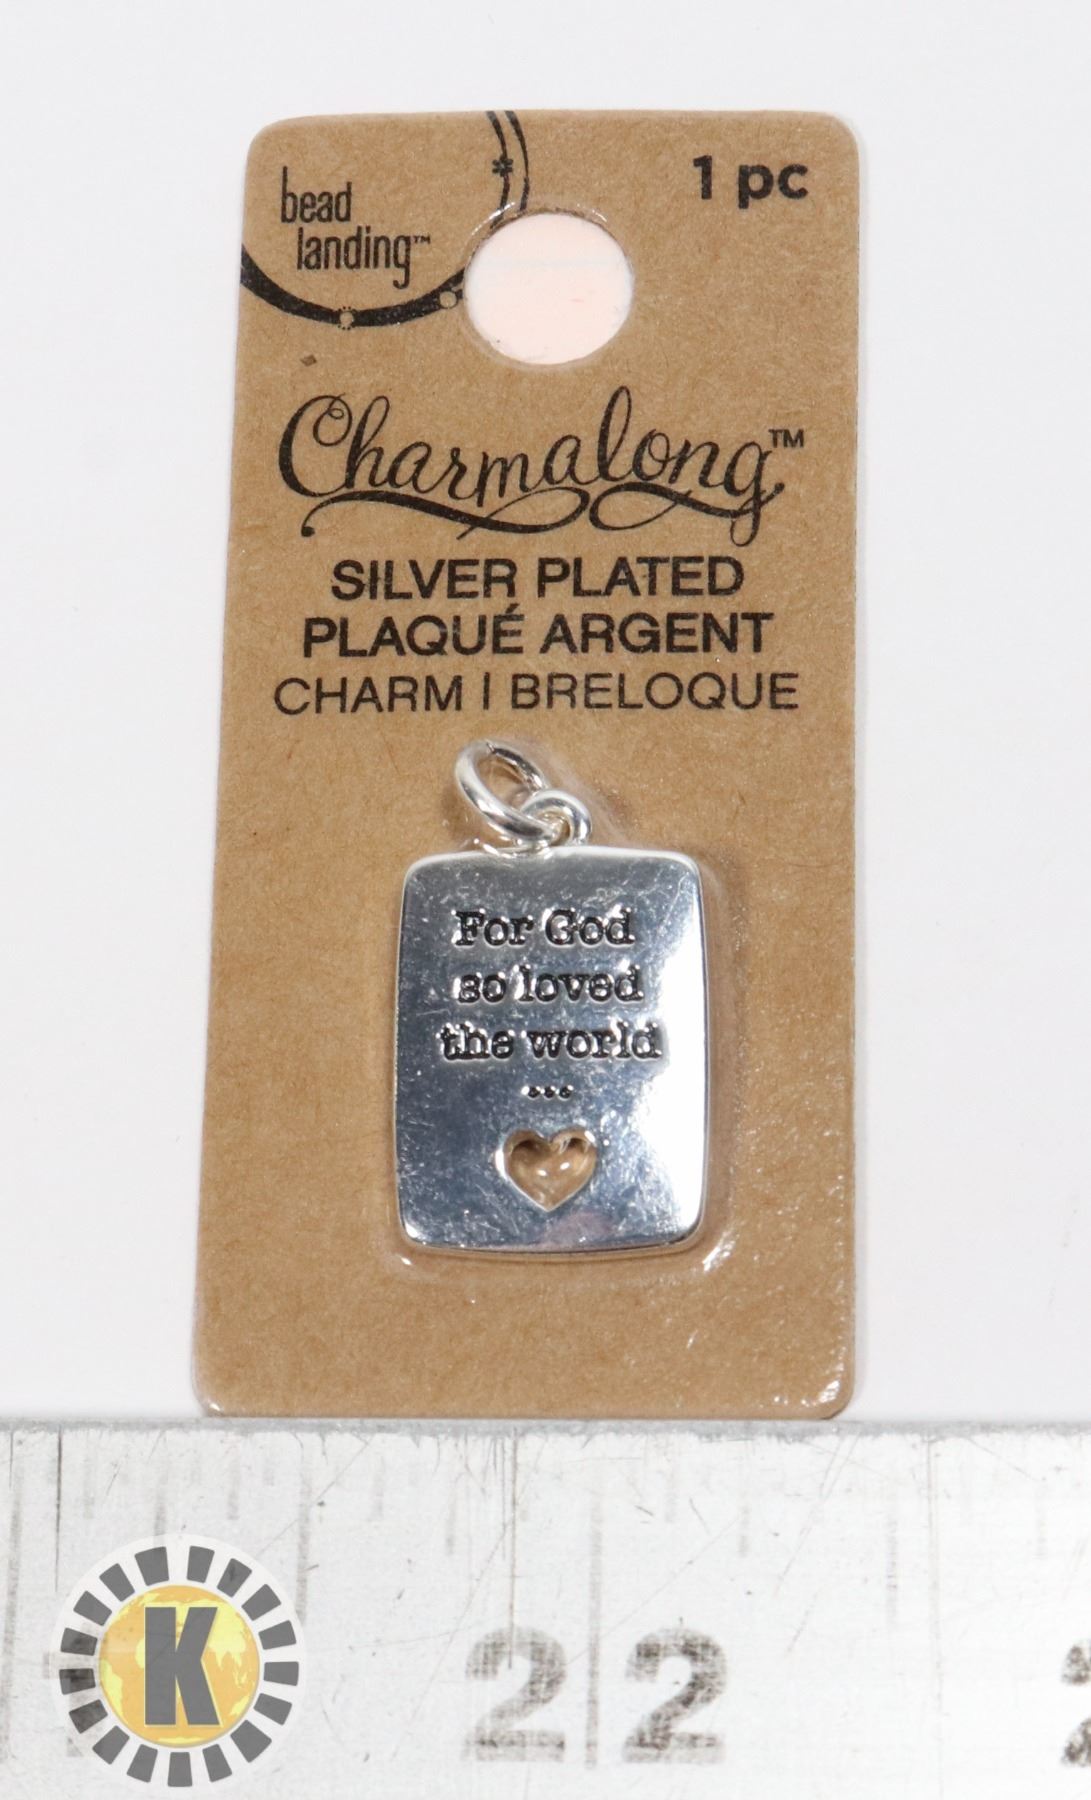 bead
landing™
1 pc
Charmalong™
SILVER PLATED
PLAQUÉ ARGENT
CHARM | BRELOQUE
For God
so loved
the world
...
22
K